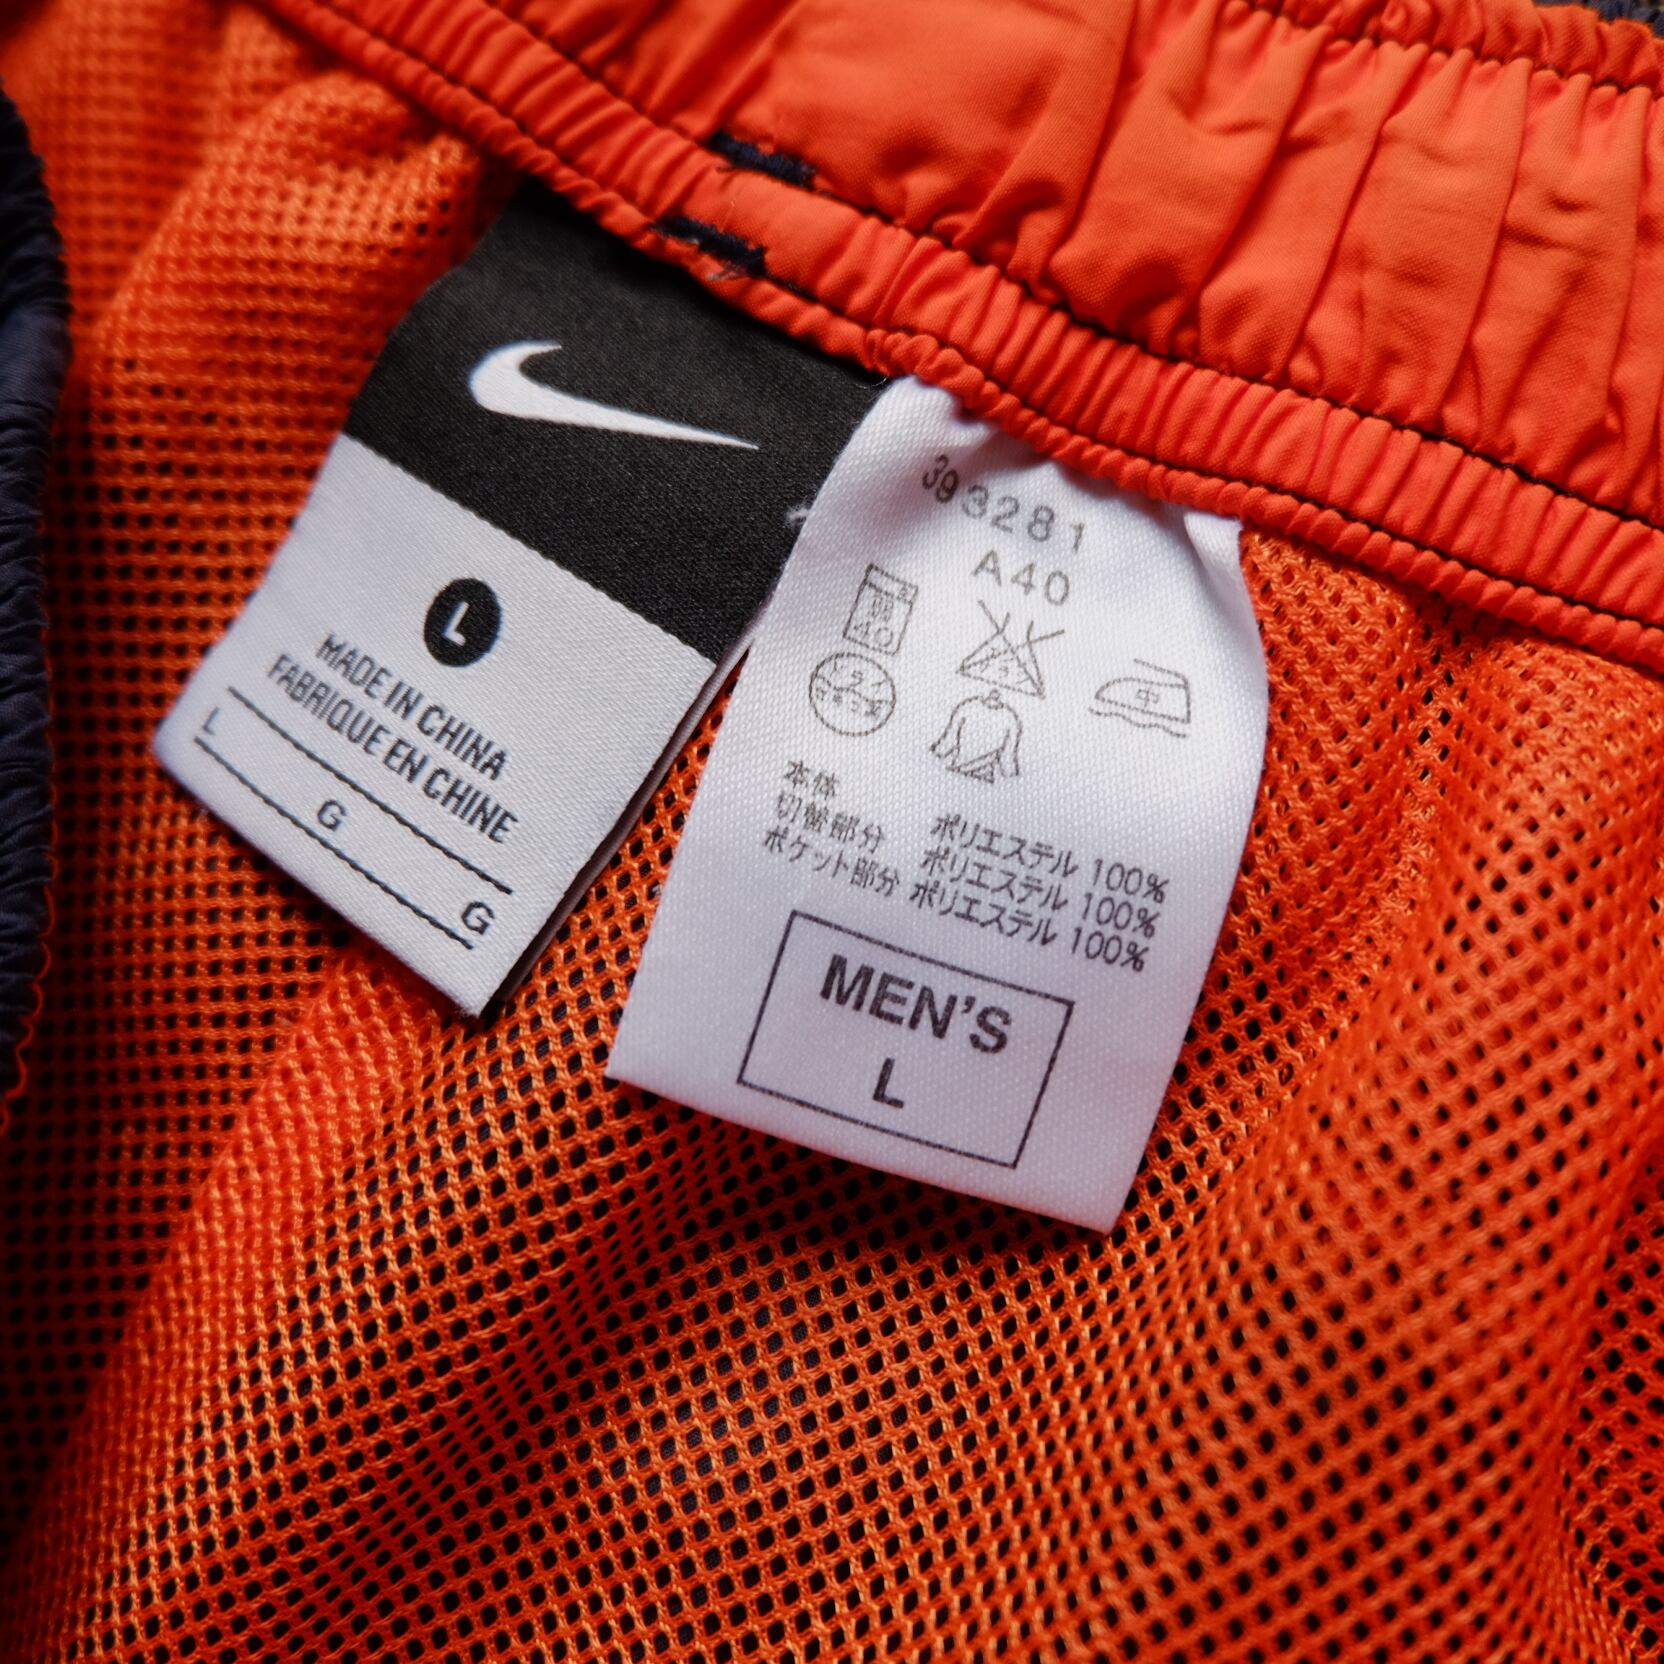 L
MADE IN CHINA
FABRIQUE EN CHINE
L
G
G
393281
A40
中
本体 ポリエステル 100%
切替部分 ポリエステル 100%
ポケット部分 ポリエステル 100%
MEN'S
L